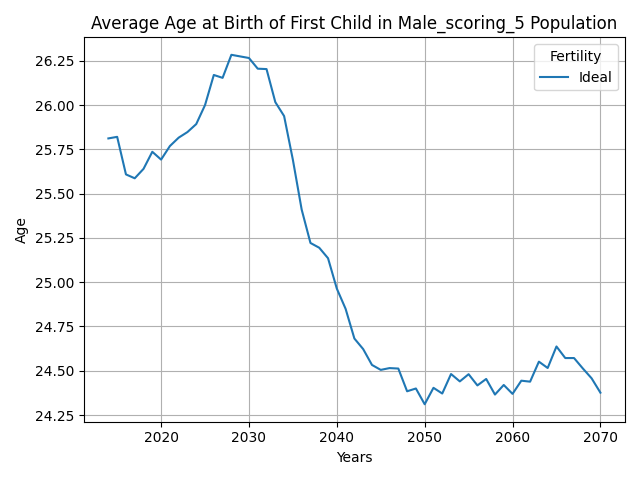 Average Age at Birth of First Child in Male_scoring_5 Population
Fertility
Ideal
26.25
26.00
25.75
25.50
25.25
25.00
24.75
24.50
24.25
Age
2020 2030 2040 2050 2060 2070
Years